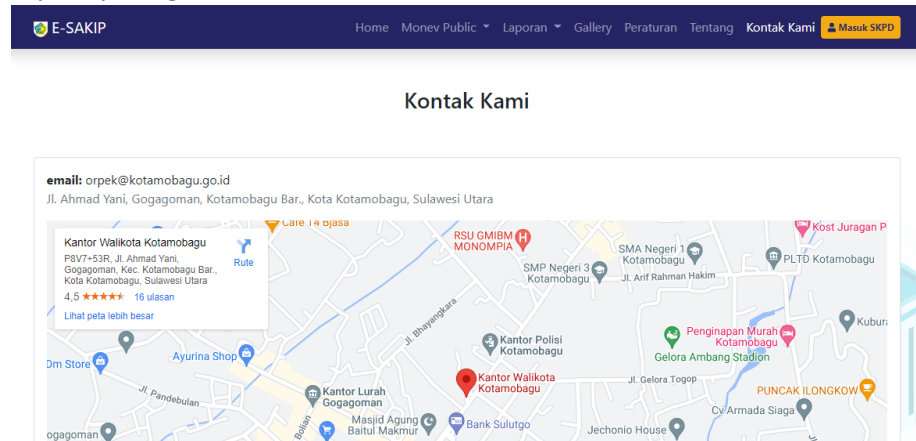 E-SAKIP
Home Monev Public Laporan Gallery Peraturan Tentang Kontak Kami Masuk SKPD
Kontak Kami
email: orpek@kotamobagu.go.id
Jl. Ahmad Yani, Gogagoman, Kotamobagu Bar., Kota Kotamobagu, Sulawesi Utara
Kantor Walikota Kotamobagu
P8V7+53R, Jl. Ahmad Yani,
Gogagoman, Kec. Kotamobagu Bar.,
Kota Kotamobagu, Sulawesi Utara
4,5 16 ulasan
Lihat peta lebih besar
Rute
Cafe 14 Biasa
RSU GMIBM
MONOMPIA
Kost Juragan P
SMA Negeri 1
Kotamobagu
PLTD Kotamobagu
SMP Negeri 3
Kotamobagu
Jl. Arif Rahman Hakim
Jl. Bhayangkara
Kubur
Penginapan Murah
Kotamobagu
Kantor Polisi
Kotamobagu
Gelora Ambang
Stadion
Om Store
Ayurina Shop
Kantor Walikota
Kotamobagu
Jl. Gelora Togop
Jl. Pandebulan
Kantor Lurah
Gogagoman
PUNCAK ILONGKOW
Cv Armada Siaga
Masjid Agung
Baitul Makmur
Bank Sulutgo
Jechonio House
ogagoman
Bolian